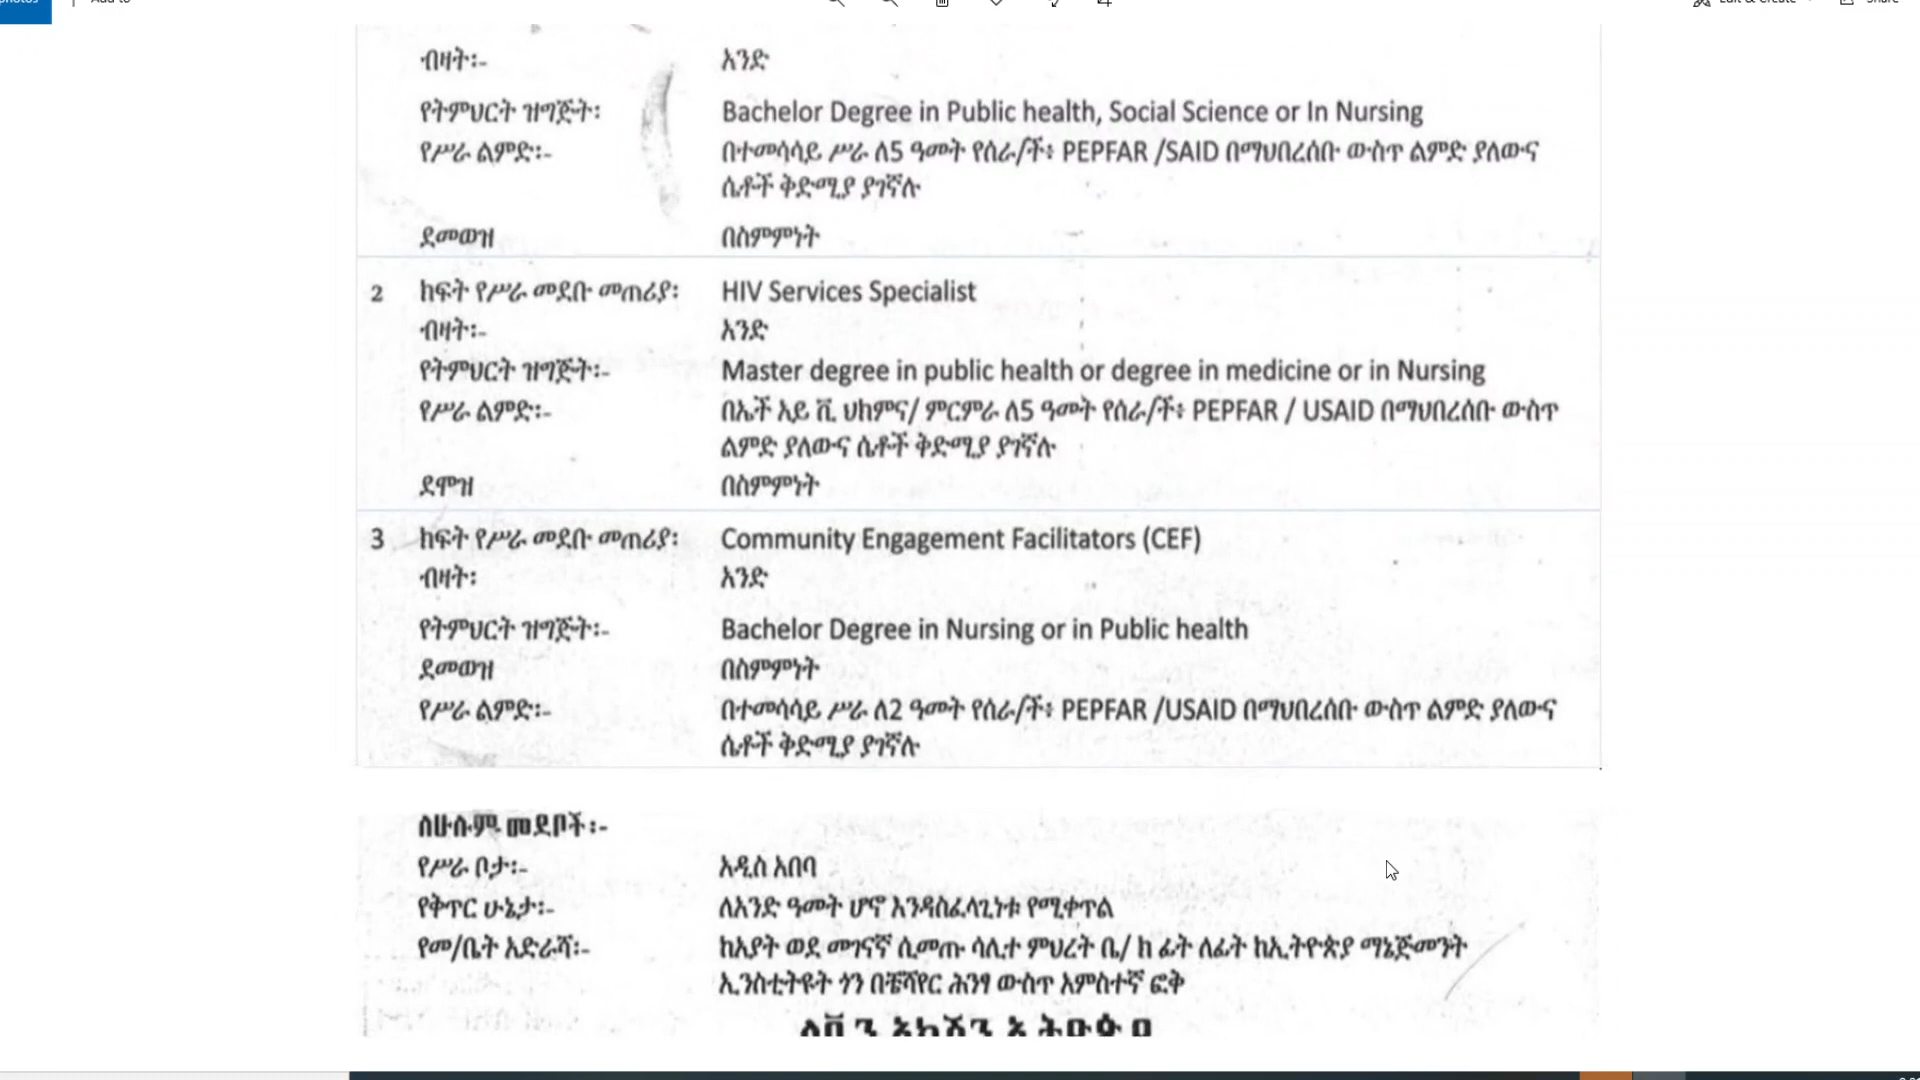 ብዛት፡- አንድ
የትምህርት ዝግጅት፡ Bachelor Degree in Public health, Social Science or In Nursing
የሥራ ልምድ፡- በተመሳሳይ ሥራ ለ5 ዓመት የሰራ/ች፥ PEPFAR /SAID በማህበረሰቡ ውስጥ ልምድ ያለውና
ሴቶች ቅድሚያ ያገኛሉ
ደመወዝ በስምምነት
2 ክፍት የሥራ መደቡ መጠሪያ፡ HIV Services Specialist
ብዛት፡- አንድ
የትምህርት ዝግጅት፡- Master degree in public health or degree in medicine or in Nursing
የሥራ ልምድ፡- በኤች አይ ቪ ህክምና/ ምርምራ ለ5 ዓመት የሰራ/ች፥ PEPFAR / USAID በማህበረሰቡ ውስጥ
ልምድ ያለውና ሴቶች ቅድሚያ ያገኛሉ
ደሞዝ በስምምነት
3 ክፍት የሥራ መደቡ መጠሪያ፡ Community Engagement Facilitators (CEF)
ብዛት፡ አንድ
የትምህርት ዝግጅት፡- Bachelor Degree in Nursing or in Public health
ደመወዝ በስምምነት
የሥራ ልምድ፡- በተመሳሳይ ሥራ ለ2 ዓመት የሰራ/ች፥ PEPFAR /USAID በማህበረሰቡ ውስጥ ልምድ ያለውና
ሴቶች ቅድሚያ ያገኛሉ
ለሁሉም መደቦች፡-
የሥራ ቦታ፡- አዲስ አበባ
የቅጥር ሁኔታ፡- ለአንድ ዓመት ሆኖ እንዳስፈላጊነቱ የሚቀጥል
የመ/ቤት አድራሻ፡- ከአያት ወደ መገናኛ ሲመጡ ሳሊተ ምህረት ቤ/ ክ ፊት ለፊት ከኢትዮጵያ ማኔጅመንት
ኢንስቲትዩት ጎን በቼሻየር ሕንፃ ውስጥ አምስተኛ ፎቅ